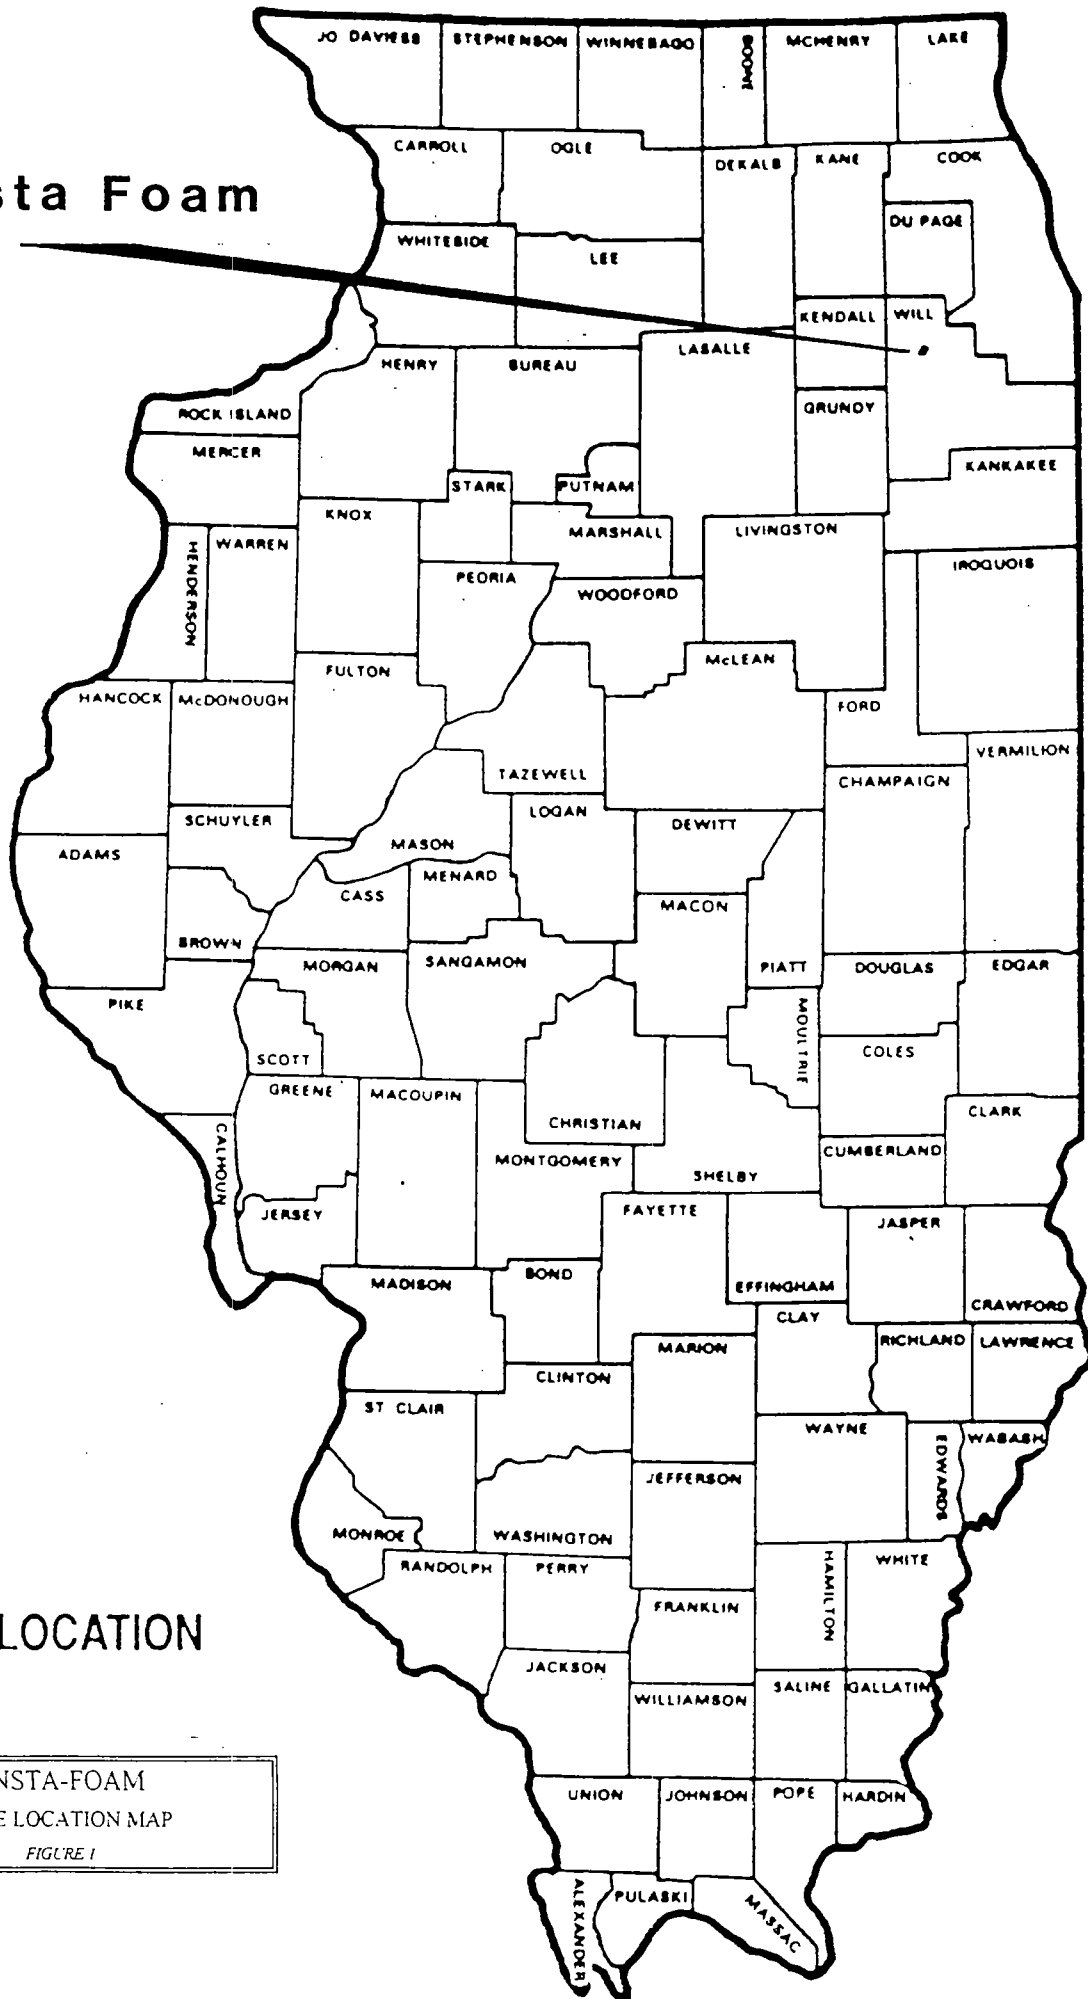 JO DAVIESS STEPHENSON WINNEBAGO BOONE MCHENRY LAKE
CARROLL OGLE DEKALB KANE COOK
sta Foam
DU PAGE
WHITESIDE LEE
KENDALL WILL
HENRY BUREAU LASALLE
ROCK ISLAND GRUNDY
MERCER KANKAKEE
STARK PUTNAM
KNOX MARSHALL LIVINGSTON
HENDERSON WARREN
PEORIA WOODFORD IROQUOIS
FULTON McLEAN
HANCOCK McDONOUGH FORD
TAZEWELL VERMILION
CHAMPAIGN
SCHUYLER LOGAN DEWITT
ADAMS MASON
CASS MENARD
MACON
BROWN
MORGAN SANGAMON PIATT DOUGLAS EDGAR
PIKE MOULTRIE
SCOTT COLES
GREENE MACOUPIN
CHRISTIAN CLARK
CALHOUN MONTGOMERY CUMBERLAND
SHELBY
JERSEY FAYETTE JASPER
MADISON BOND EFFINGHAM
CLAY CRAWFORD
MARION RICHLAND LAWRENCE
CLINTON
ST CLAIR
WAYNE EDWARDS WABASH
JEFFERSON
MONROE WASHINGTON
RANDOLPH PERRY HAMILTON WHITE
FRANKLIN
LOCATION
JACKSON
WILLIAMSON SALINE GALLATIN
NSTA-FOAM
E LOCATION MAP
FIGURE 1
UNION JOHNSON POPE HARDIN
ALEXANDER PULASKI MASSAC